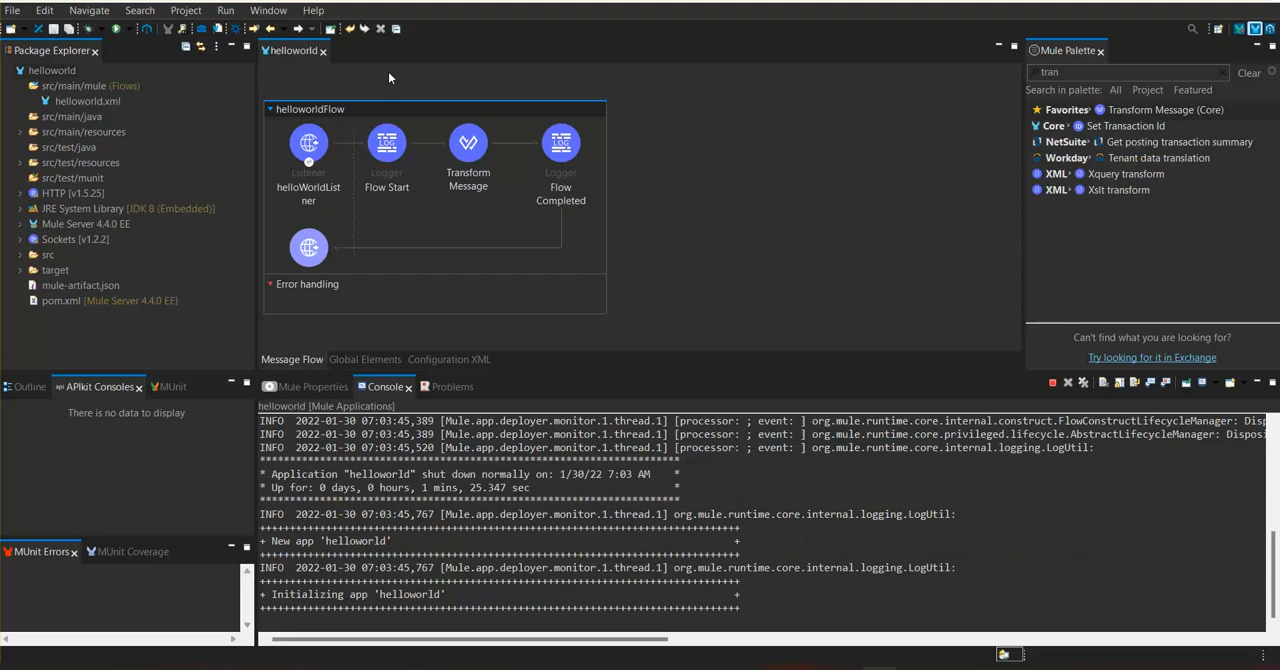 File Edit Navigate Search Project Run Window Help
Package Explorer
helloworld
src/main/mule (Flows)
helloworld.xml
src/main/java
src/main/resources
src/test/java
src/test/resources
src/test/munit
HTTP [v1.5.25]
JRE System Library [JDK 8 (Embedded)]
Mule Server 4.4.0 EE
Sockets [v1.2.2]
src
target
mule-artifact.json
pom.xml [Mule Server 4.4.0 EE]
helloworld
helloworldFlow
LOG
Listener
helloWorldListner
Logger
Flow Start
Transform
Message
LOG
Logger
Flow
Completed
Error handling
Message Flow Global Elements Configuration XML
Mule Palette
tran
Clear
Search in palette: All Project Featured
Favorites Transform Message (Core)
Core Set Transaction Id
NetSuite Get posting transaction summary
Workday Tenant data translation
XML Xquery transform
XML Xslt transform
Can't find what you are looking for?
Try looking for it in Exchange
Outline api APIkit Consoles MUnit
There is no data to display
MUnit Errors MUnit Coverage
Mule Properties Console Problems
helloworld [Mule Applications]
INFO 2022-01-30 07:03:45,389 [Mule.app.deployer.monitor.1.thread.1] [processor: ; event: ] org.mule.runtime.core.internal.construct.FlowConstructLifecycleManager: Disp
INFO 2022-01-30 07:03:45,389 [Mule.app.deployer.monitor.1.thread.1] [processor: ; event: ] org.mule.runtime.core.privileged.lifecycle.AbstractLifecycleManager: Disposi
INFO 2022-01-30 07:03:45,520 [Mule.app.deployer.monitor.1.thread.1] [processor: ; event: ] org.mule.runtime.core.internal.logging.LogUtil:
*******************************************************************************
* Application "helloworld" shut down normally on: 1/30/22 7:03 AM *
* Up for: 0 days, 0 hours, 1 mins, 25.347 sec *
*******************************************************************************
INFO 2022-01-30 07:03:45,767 [Mule.app.deployer.monitor.1.thread.1] org.mule.runtime.core.internal.logging.LogUtil:
++++++++++++++++++++++++++++++++++++++++++++++++++++++++++++++++++++++++++++++++
+ New app 'helloworld' +
++++++++++++++++++++++++++++++++++++++++++++++++++++++++++++++++++++++++++++++++
INFO 2022-01-30 07:03:45,767 [Mule.app.deployer.monitor.1.thread.1] org.mule.runtime.core.internal.logging.LogUtil:
++++++++++++++++++++++++++++++++++++++++++++++++++++++++++++++++++++++++++++++++
+ Initializing app 'helloworld' +
++++++++++++++++++++++++++++++++++++++++++++++++++++++++++++++++++++++++++++++++